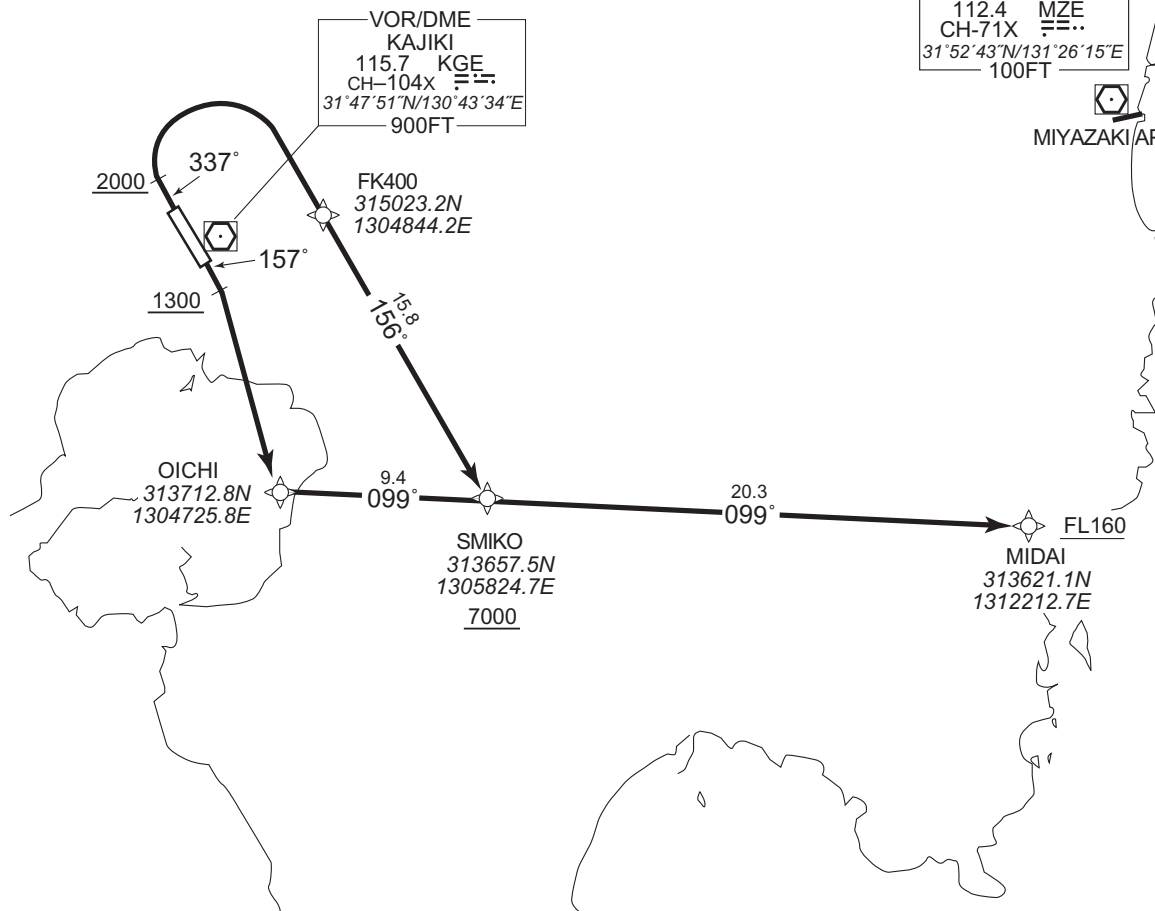 VOR/DME
KAJIKI
115.7 KGE
CH–104X
31°47´51˝N/130°43´34˝E
900FT
112.4 MZE
CH-71X
31°52´43˝N/131°26´15˝E
100FT
MIYAZAKI AP
337°
2000
FK400
315023.2N
1304844.2E
157°
1300
15.8
156°
OICHI
313712.8N
1304725.8E
9.4
099°
SMIKO
313657.5N
1305824.7E
7000
20.3
099°
FL160
MIDAI
313621.1N
1312212.7E